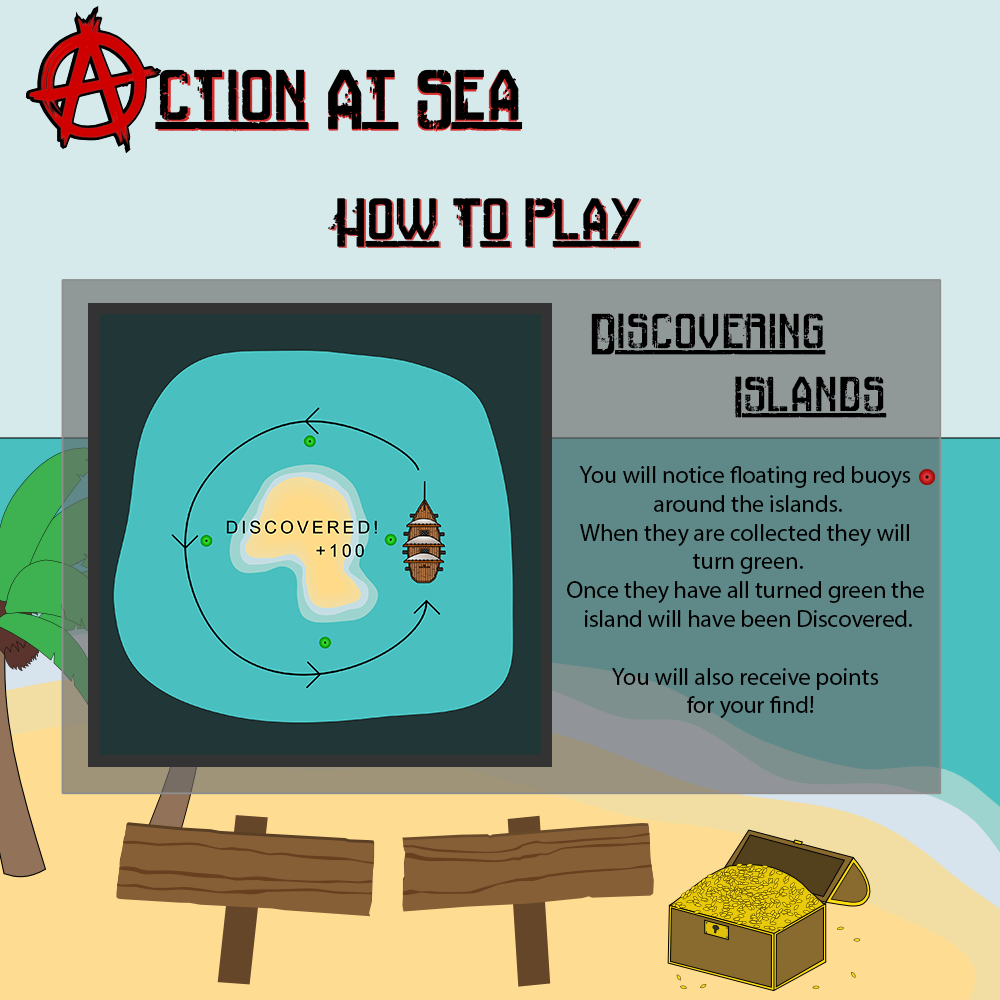 Action At Sea
How To Play
Discovering
Islands
DISCOVERED!
+100
You will notice floating red buoys
around the islands.
When they are collected they will
turn green.
Once they have all turned green the
island will have been Discovered.
You will also receive points
for your find!